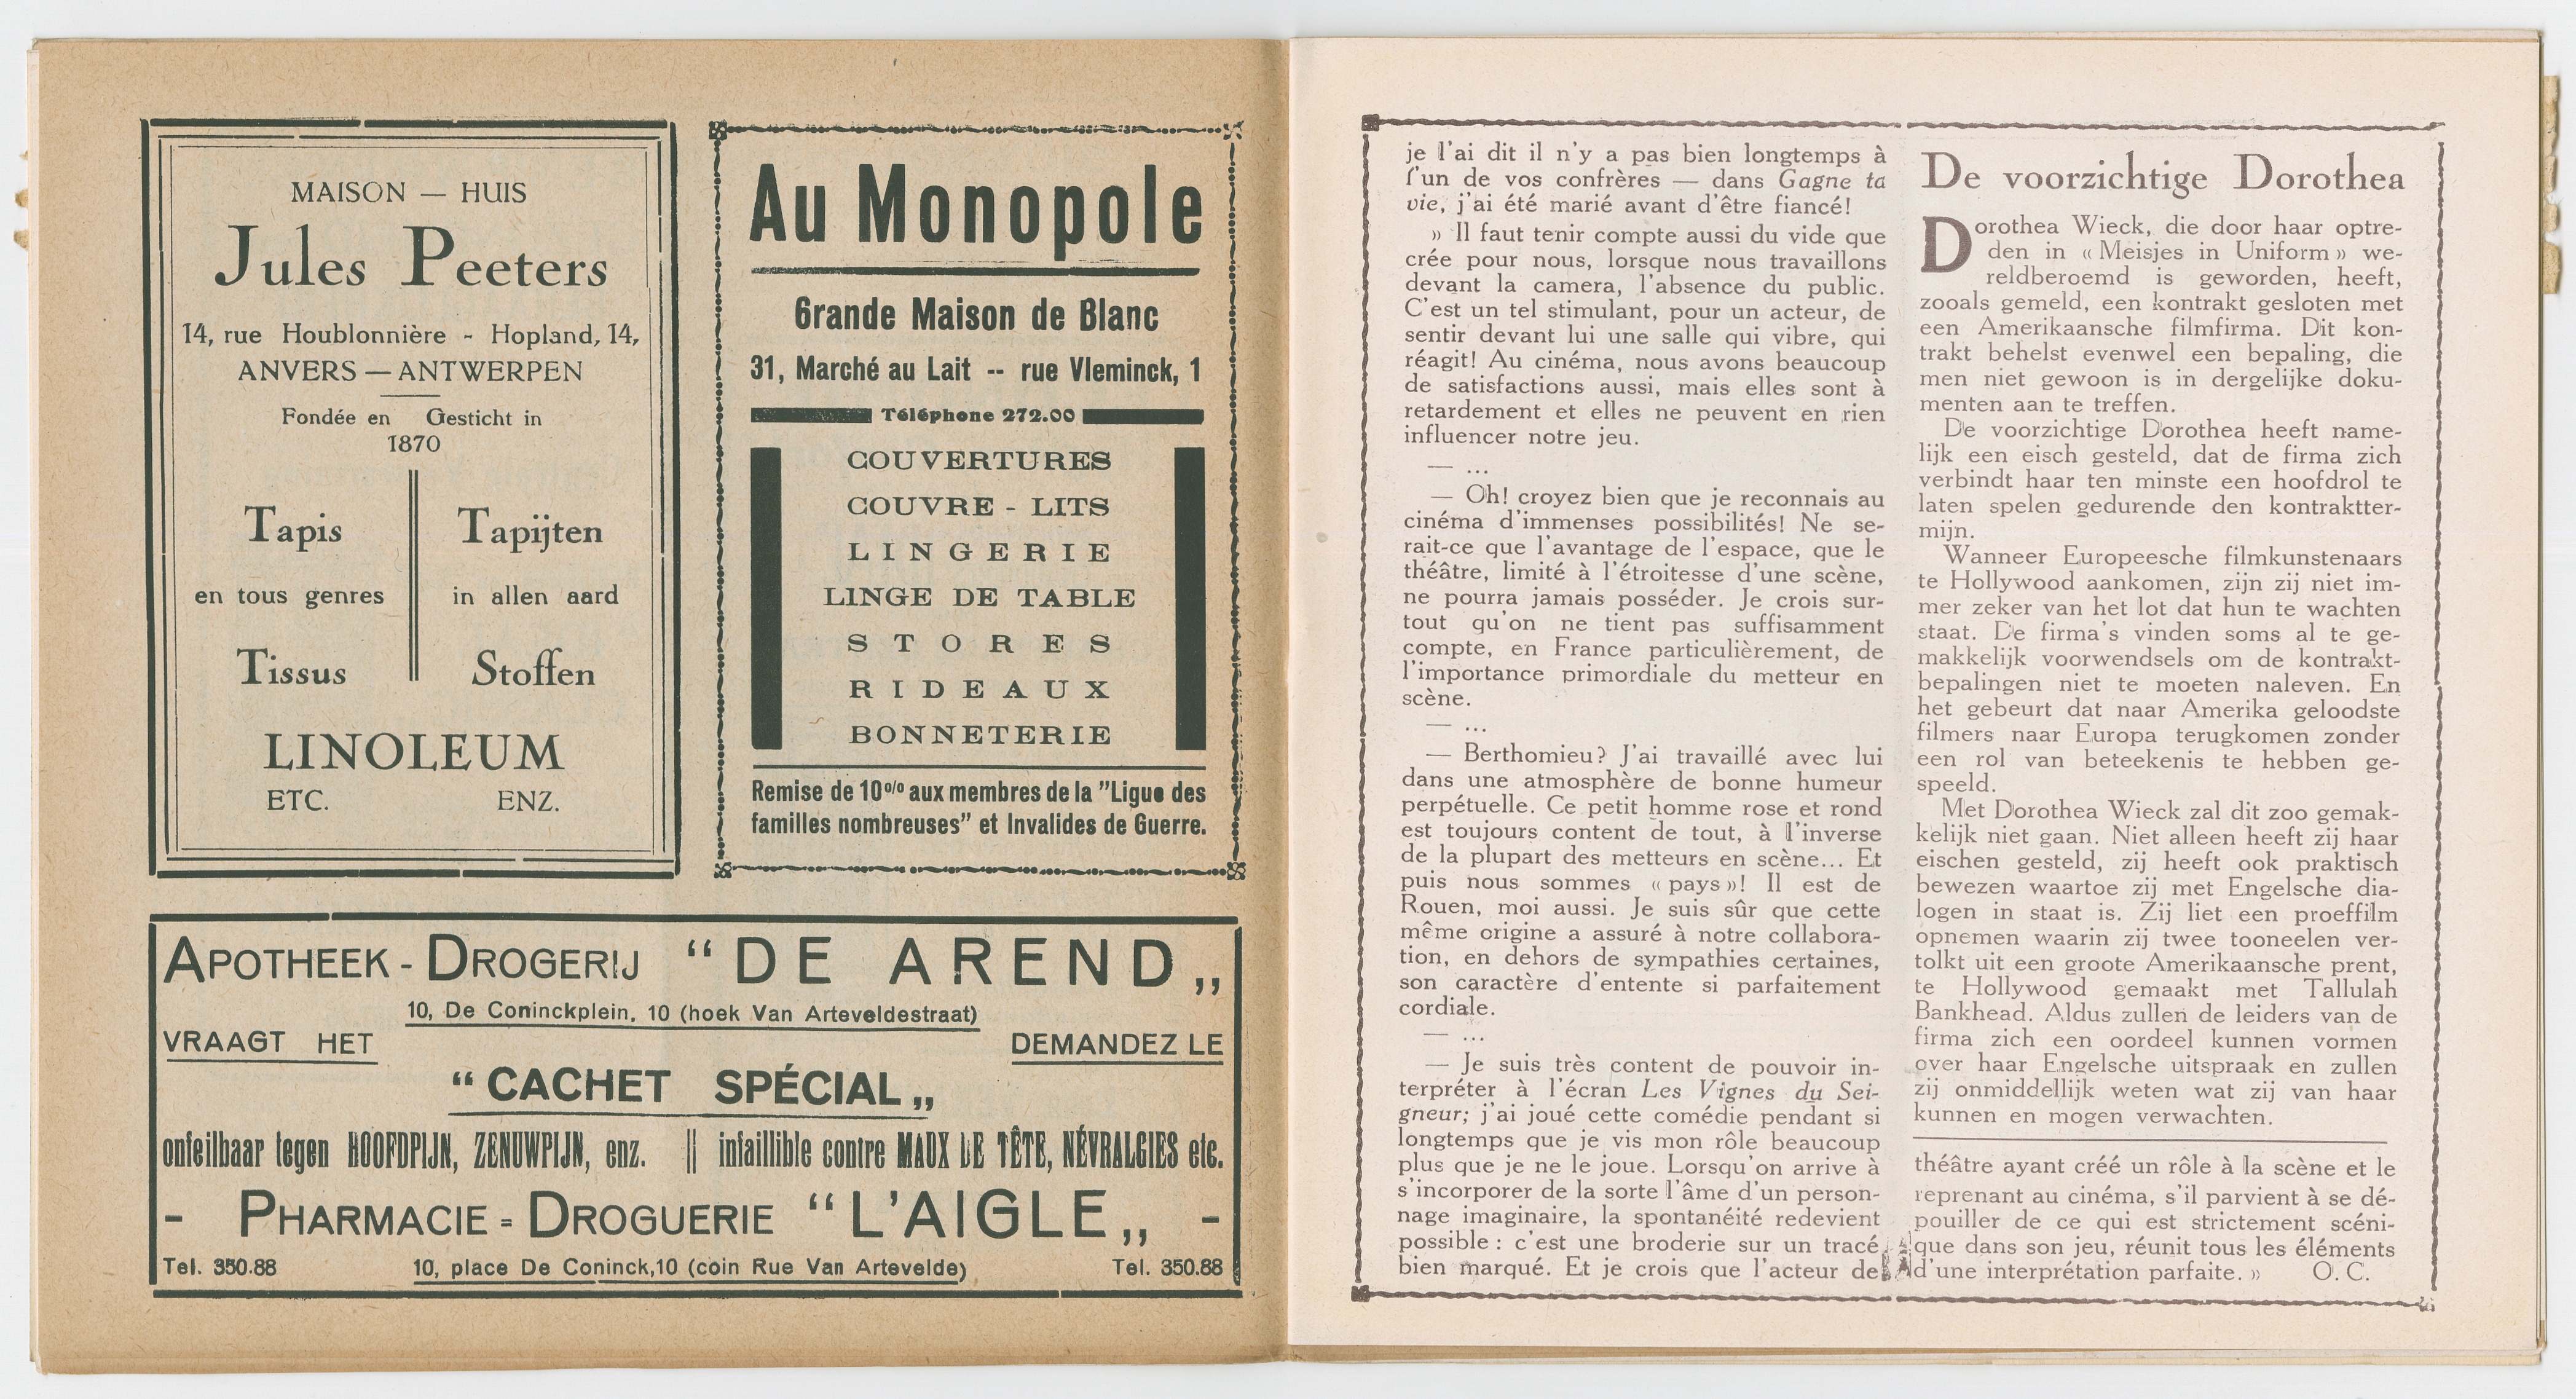 MAISON — HUIS
Jules Peeters
14, rue Houblonnière - Hopland, 14,
ANVERS — ANTWERPEN
Fondée en Gesticht in
1870
Tapis
en tous genres
Tissus
Tapijten
in allen aard
Stoffen
LINOLEUM
ETC. ENZ.
Au Monopole
Grande Maison de Blanc
31, Marché au Lait -- rue Vleminck, 1
Téléphone 272.00
COUVERTURES
COUVRE - LITS
LINGERIE
LINGE DE TABLE
STORES
RIDEAUX
BONNETERIE
Remise de 10% aux membres de la "Ligue des
familles nombreuses" et Invalides de Guerre.
APOTHEEK - DROGERIJ “DE AREND„
10, De Coninckplein, 10 (hoek Van Arteveldestraat)
VRAAGT HET DEMANDEZ LE
“CACHET SPÉCIAL„
onfeilbaar tegen HOOFDPIJN, ZENUWPIJN, enz. || infaillible contre MAUX DE TÊTE, NÉVRALGIES etc.
- PHARMACIE = DROGUERIE “L'AIGLE„ -
Tel. 350.88 10, place De Coninck,10 (coin Rue Van Artevelde) Tel. 350.88
je l'ai dit il n'y a pas bien longtemps à
l'un de vos confrères — dans Gagne ta
vie, j'ai été marié avant d'être fiancé!
» Il faut tenir compte aussi du vide que
crée pour nous, lorsque nous travaillons
devant la camera, l'absence du public.
C'est un tel stimulant, pour un acteur, de
sentir devant lui une salle qui vibre, qui
réagit! Au cinéma, nous avons beaucoup
de satisfactions aussi, mais elles sont à
retardement et elles ne peuvent en rien
influencer notre jeu.
— ...
— Oh! croyez bien que je reconnais au
cinéma d'immenses possibilités! Ne se-
rait-ce que l'avantage de l'espace, que le
théâtre, limité à l'étroitesse d'une scène,
ne pourra jamais posséder. Je crois sur-
tout qu'on ne tient pas suffisamment
compte, en France particulièrement, de
l'importance primordiale du metteur en
scène.
— ...
— Berthomieu? J'ai travaillé avec lui
dans une atmosphère de bonne humeur
perpétuelle. Ce petit homme rose et rond
est toujours content de tout, à l'inverse
de la plupart des metteurs en scène... Et
puis nous sommes « pays »! Il est de
Rouen, moi aussi. Je suis sûr que cette
même origine a assuré à notre collabora-
tion, en dehors de sympathies certaines,
son caractère d'entente si parfaitement
cordiale.
— ...
— Je suis très content de pouvoir in-
terpréter à l'écran Les Vignes du Sei-
gneur; j'ai joué cette comédie pendant si
longtemps que je vis mon rôle beaucoup
plus que je ne le joue. Lorsqu'on arrive à
s'incorporer de la sorte l'âme d'un person-
nage imaginaire, la spontanéité redevient
possible : c'est une broderie sur un tracé
bien marqué. Et je crois que l'acteur de
De voorzichtige Dorothea
Dorothea Wieck, die door haar optre-
den in « Meisjes in Uniform » we-
reldberoemd is geworden, heeft,
zooals gemeld, een kontrakt gesloten met
een Amerikaansche filmfirma. Dit kon-
trakt behelst evenwel een bepaling, die
men niet gewoon is in dergelijke doku-
menten aan te treffen.
De voorzichtige Dorothea heeft name-
lijk een eisch gesteld, dat de firma zich
verbindt haar ten minste een hoofdrol te
laten spelen gedurende den kontraktter-
mijn.
Wanneer Europeesche filmkunstenaars
te Hollywood aankomen, zijn zij niet im-
mer zeker van het lot dat hun te wachten
staat. De firma's vinden soms al te ge-
makkelijk voorwendsels om de kontrakt-
bepalingen niet te moeten naleven. En
het gebeurt dat naar Amerika geloodste
filmers naar Europa terugkomen zonder
een rol van beteekenis te hebben ge-
speeld.
Met Dorothea Wieck zal dit zoo gemak-
kelijk niet gaan. Niet alleen heeft zij haar
eischen gesteld, zij heeft ook praktisch
bewezen waartoe zij met Engelsche dia-
logen in staat is. Zij liet een proeffilm
opnemen waarin zij twee tooneelen ver-
tolkt uit een groote Amerikaansche prent,
te Hollywood gemaakt met Tallulah
Bankhead. Aldus zullen de leiders van de
firma zich een oordeel kunnen vormen
over haar Engelsche uitspraak en zullen
zij onmiddellijk weten wat zij van haar
kunnen en mogen verwachten.
théâtre ayant créé un rôle à la scène et le
reprenant au cinéma, s'il parvient à se dé-
pouiller de ce qui est strictement scéni-
que dans son jeu, réunit tous les éléments
d'une interprétation parfaite. » O. C.